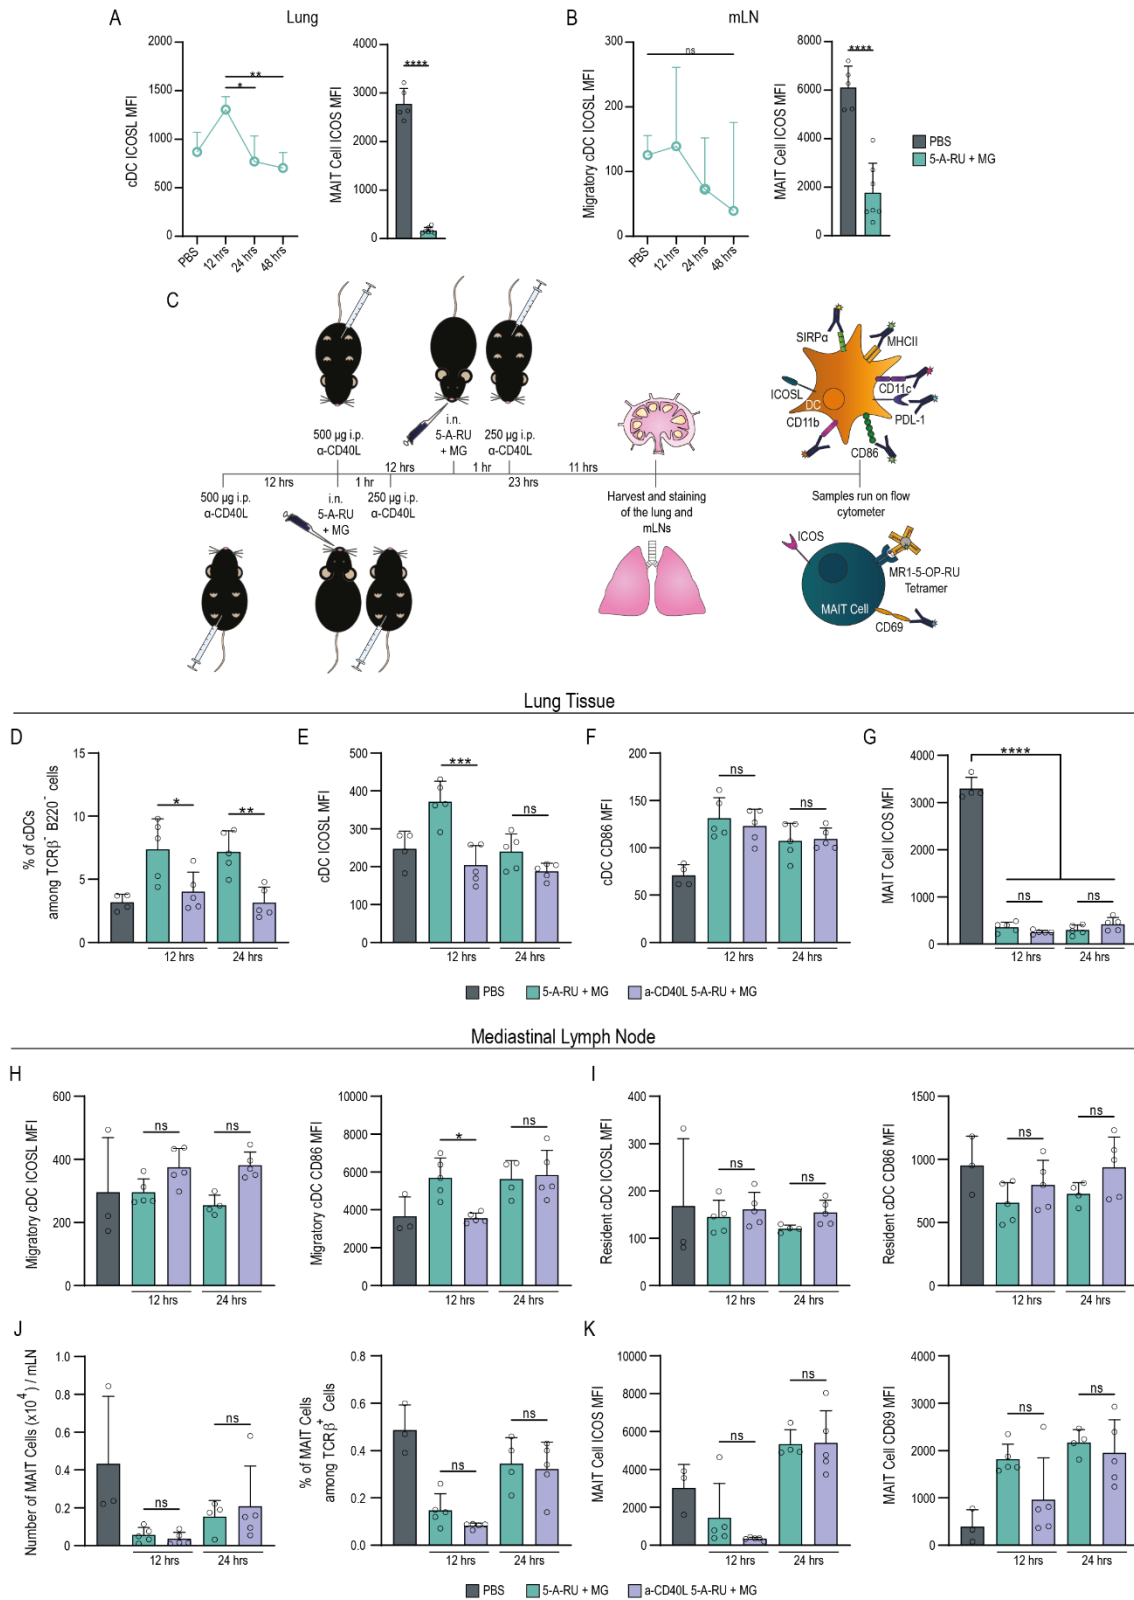 A
Lung
B
mLN
cDC ICOSL MFI
2000
1500
1000
500
0
PBS
12 hrs
24 hrs
48 hrs
**
*
MAIT Cell ICOS MFI
4000
3000
2000
1000
0
****
Migratory cDC ICOSL MFI
300
200
100
0
PBS
12 hrs
24 hrs
48 hrs
ns
MAIT Cell ICOS MFI
8000
6000
4000
2000
0
****
PBS
5-A-RU + MG
C
500 µg i.p.
α-CD40L
i.n.
5-A-RU
+ MG
250 µg i.p.
α-CD40L
12 hrs
1 hr
11 hrs
12 hrs
1 hr
23 hrs
500 µg i.p.
α-CD40L
i.n.
5-A-RU
+ MG
250 µg i.p.
α-CD40L
Harvest and staining
of the lung and
mLNs
Samples run on flow
cytometer
SIRPα
MHCII
ICOSL
CD11c
DC
PDL-1
CD11b
CD86
ICOS
MR1-5-OP-RU
Tetramer
MAIT Cell
CD69
Lung Tissue
D
% of cDCs
among TCRβ- B220- cells
15
10
5
0
*
**
12 hrs
24 hrs
E
cDC ICOSL MFI
500
400
300
200
100
0
***
ns
12 hrs
24 hrs
F
cDC CD86 MFI
200
150
100
50
0
ns
ns
12 hrs
24 hrs
G
MAIT Cell ICOS MFI
4000
3000
2000
1000
0
****
ns
ns
12 hrs
24 hrs
PBS
5-A-RU + MG
a-CD40L 5-A-RU + MG
Mediastinal Lymph Node
H
Migratory cDC ICOSL MFI
600
400
200
0
ns
ns
12 hrs
24 hrs
Migratory cDC CD86 MFI
10000
8000
6000
4000
2000
0
*
ns
12 hrs
24 hrs
I
Resident cDC ICOSL MFI
400
300
200
100
0
ns
ns
12 hrs
24 hrs
Resident cDC CD86 MFI
1500
1000
500
0
ns
ns
12 hrs
24 hrs
J
Number of MAIT Cells (x10^4) / mLN
1.0
0.8
0.6
0.4
0.2
0.0
ns
ns
12 hrs
24 hrs
% of MAIT Cells
among TCRβ+ Cells
0.8
0.6
0.4
0.2
0.0
ns
ns
12 hrs
24 hrs
K
MAIT Cell ICOS MFI
10000
8000
6000
4000
2000
0
ns
ns
12 hrs
24 hrs
MAIT Cell CD69 MFI
4000
3000
2000
1000
0
ns
ns
12 hrs
24 hrs
PBS
5-A-RU + MG
a-CD40L 5-A-RU + MG